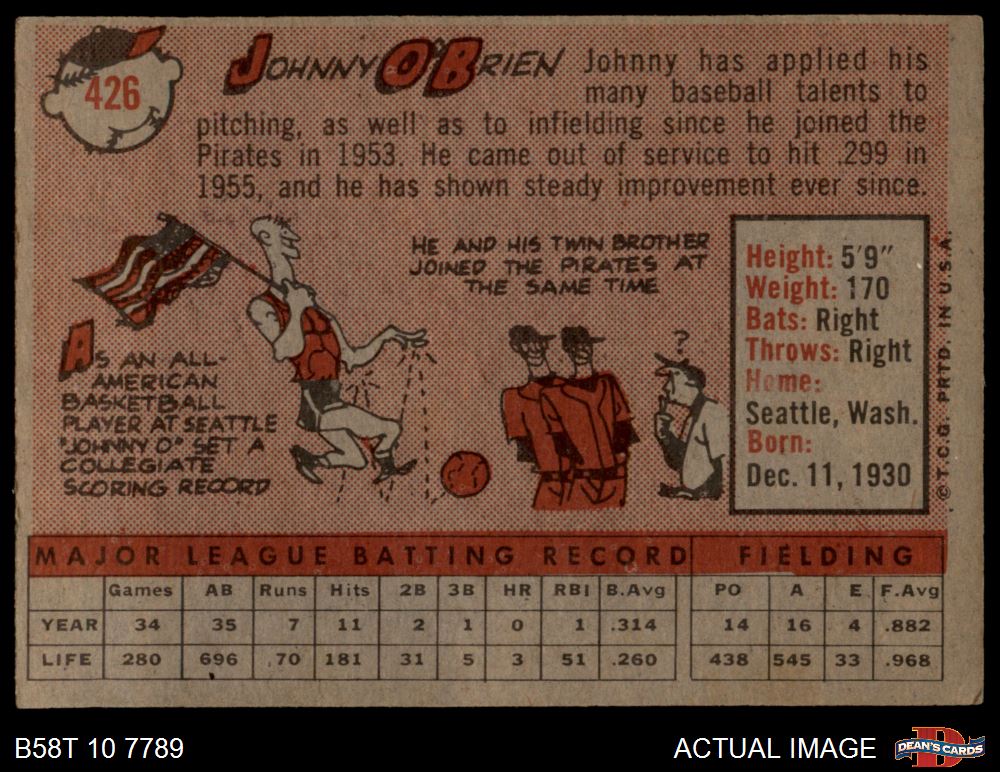 426
JOHNNY O'BRIEN
Johnny has applied his
many baseball talents to
pitching, as well as to infielding since he joined the
Pirates in 1953. He came out of service to hit .299 in
1955, and he has shown steady improvement ever since.
HE AND HIS TWIN BROTHER
JOINED THE PIRATES AT
THE SAME TIME
?
AS AN ALL-
AMERICAN
BASKETBALL
PLAYER AT SEATTLE
"JOHNNY O" SET A
COLLEGIATE
SCORING RECORD
Height: 5'9"
Weight: 170
Bats: Right
Throws: Right
Home:
Seattle, Wash.
Born:
Dec. 11, 1930
© T.C.G. PRTD. IN U.S.A.
MAJOR LEAGUE BATTING RECORD FIELDING
Games AB Runs Hits 2B 3B HR RBI B.Avg PO A E F.Avg
YEAR 34 35 7 11 2 1 0 1 .314 14 16 4 .882
LIFE 280 696 70 181 31 5 3 51 .260 438 545 33 .968
B58T 10 7789
ACTUAL IMAGE
D
DEAN'S CARDS